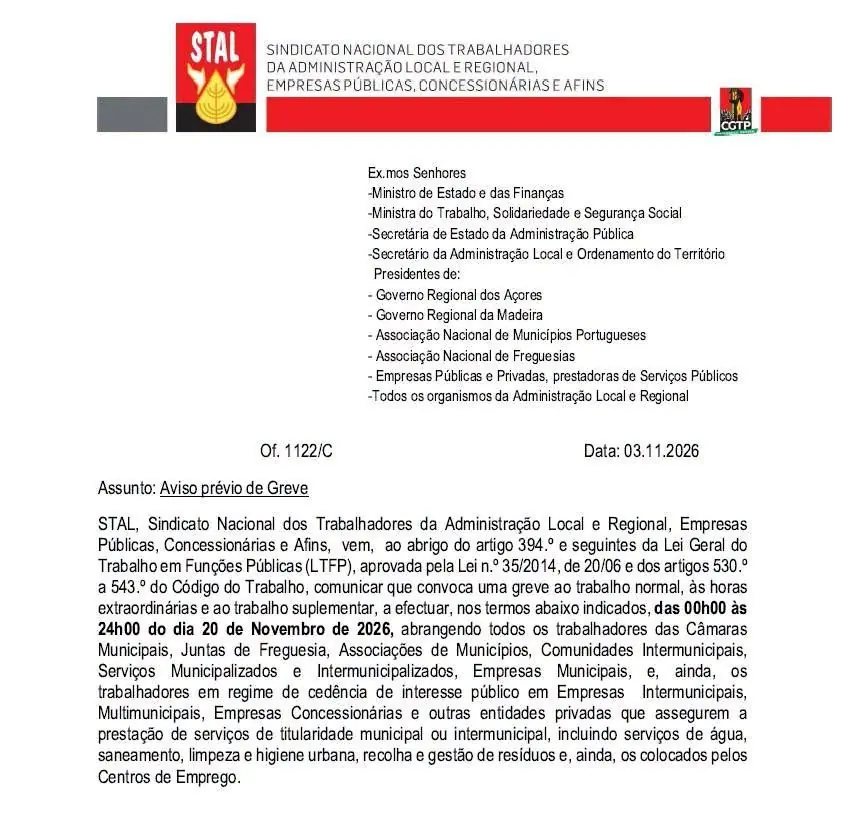 STAL
SINDICATO NACIONAL DOS TRABALHADORES
DA ADMINISTRAÇÃO LOCAL E REGIONAL,
EMPRESAS PÚBLICAS, CONCESSIONÁRIAS E AFINS
CGTP
Ex.mos Senhores
-Ministro de Estado e das Finanças
-Ministra do Trabalho, Solidariedade e Segurança Social
-Secretária de Estado da Administração Pública
-Secretário da Administração Local e Ordenamento do Território
Presidentes de:
- Governo Regional dos Açores
- Governo Regional da Madeira
- Associação Nacional de Municípios Portugueses
- Associação Nacional de Freguesias
- Empresas Públicas e Privadas, prestadoras de Serviços Públicos
-Todos os organismos da Administração Local e Regional
Of. 1122/C Data: 03.11.2026
Assunto: Aviso prévio de Greve
STAL, Sindicato Nacional dos Trabalhadores da Administração Local e Regional, Empresas
Públicas, Concessionárias e Afins, vem, ao abrigo do artigo 394.º e seguintes da Lei Geral do
Trabalho em Funções Públicas (LTFP), aprovada pela Lei n.º 35/2014, de 20/06 e dos artigos 530.º
a 543.º do Código do Trabalho, comunicar que convoca uma greve ao trabalho normal, às horas
extraordinárias e ao trabalho suplementar, a efectuar, nos termos abaixo indicados, das 00h00 às
24h00 do dia 20 de Novembro de 2026, abrangendo todos os trabalhadores das Câmaras
Municipais, Juntas de Freguesia, Associações de Municípios, Comunidades Intermunicipais,
Serviços Municipalizados e Intermunicipalizados, Empresas Municipais, e, ainda, os
trabalhadores em regime de cedência de interesse público em Empresas Intermunicipais,
Multimunicipais, Empresas Concessionárias e outras entidades privadas que assegurem a
prestação de serviços de titularidade municipal ou intermunicipal, incluindo serviços de água,
saneamento, limpeza e higiene urbana, recolha e gestão de resíduos e, ainda, os colocados pelos
Centros de Emprego.